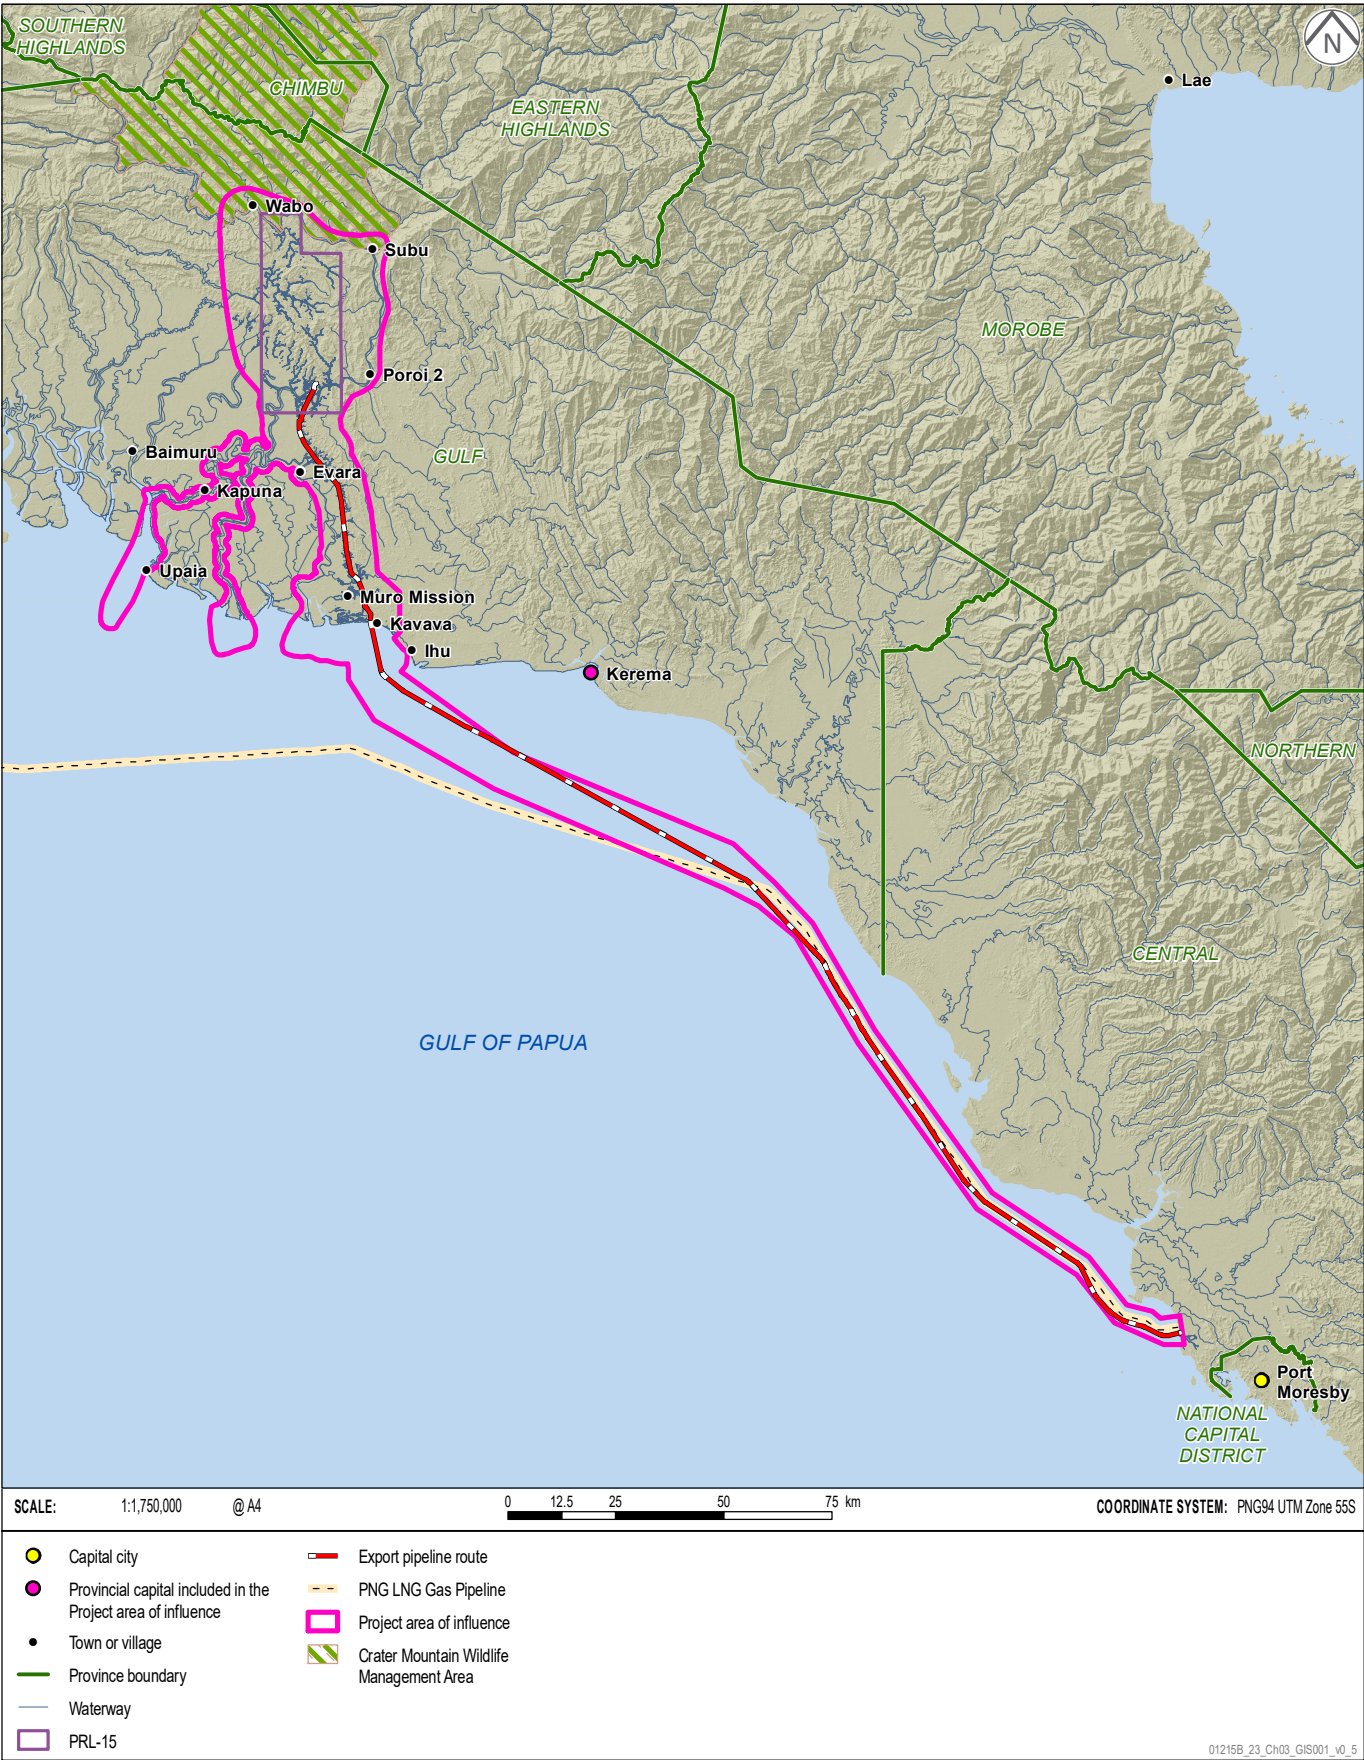 SOUTHERN
HIGHLANDS
N
CHIMBU
Lae
EASTERN
HIGHLANDS
Wabo
Subu
MOROBE
Poroi 2
Baimuru
GULF
Evara
Kapuna
Upaia
Muro Mission
Kavava
Ihu
Kerema
NORTHERN
CENTRAL
GULF OF PAPUA
Port
Moresby
NATIONAL
CAPITAL
DISTRICT
SCALE: 1:1,750,000 @ A4
0 12.5 25 50 75 km
COORDINATE SYSTEM: PNG94 UTM Zone 55S
Capital city
Provincial capital included in the
Project area of influence
Town or village
Province boundary
Waterway
PRL-15
Export pipeline route
PNG LNG Gas Pipeline
Project area of influence
Crater Mountain Wildlife
Management Area
01215B_23_Ch03_GIS001_v0_5